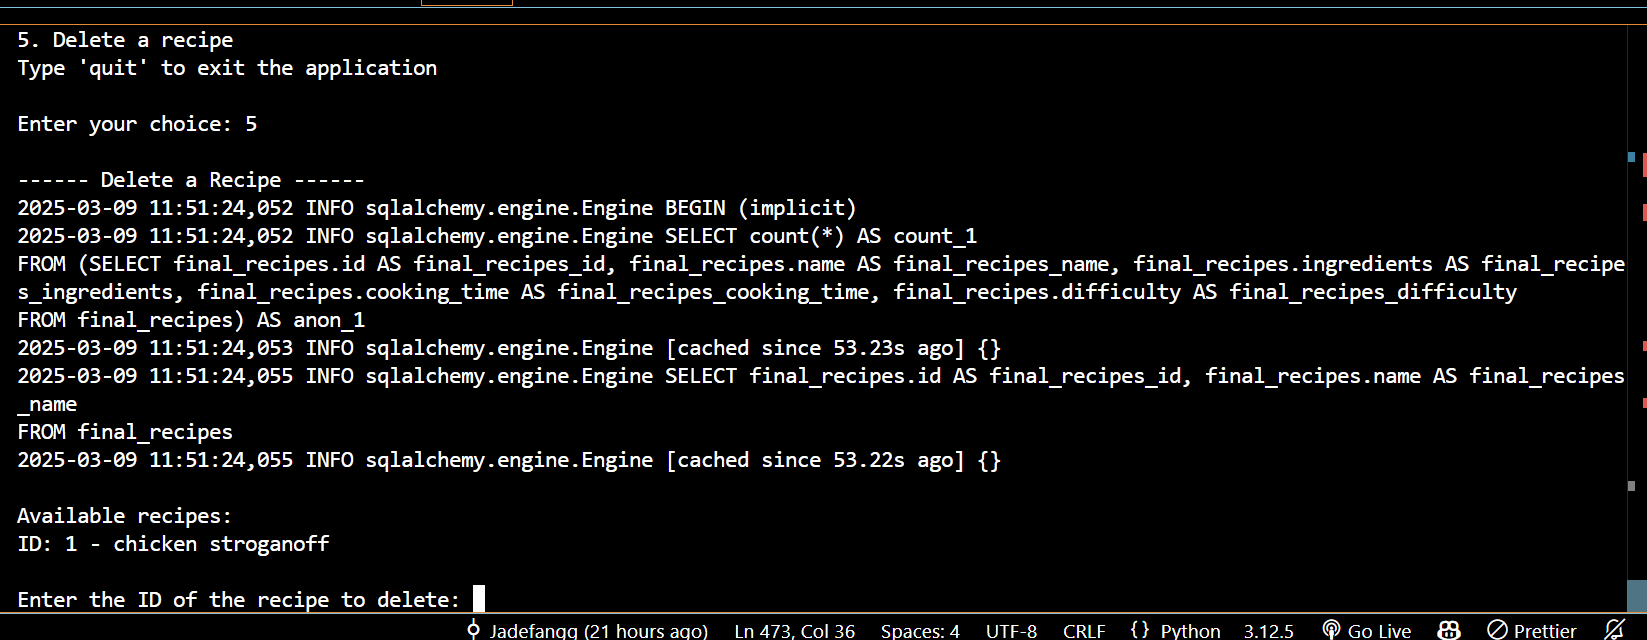 5. Delete a recipe
Type 'quit' to exit the application
Enter your choice: 5
------ Delete a Recipe ------
2025-03-09 11:51:24,052 INFO sqlalchemy.engine.Engine BEGIN (implicit)
2025-03-09 11:51:24,052 INFO sqlalchemy.engine.Engine SELECT count(*) AS count_1
FROM (SELECT final_recipes.id AS final_recipes_id, final_recipes.name AS final_recipes_name, final_recipes.ingredients AS final_recipe
s_ingredients, final_recipes.cooking_time AS final_recipes_cooking_time, final_recipes.difficulty AS final_recipes_difficulty
FROM final_recipes) AS anon_1
2025-03-09 11:51:24,053 INFO sqlalchemy.engine.Engine [cached since 53.23s ago] {}
2025-03-09 11:51:24,055 INFO sqlalchemy.engine.Engine SELECT final_recipes.id AS final_recipes_id, final_recipes.name AS final_recipes
_name
FROM final_recipes
2025-03-09 11:51:24,055 INFO sqlalchemy.engine.Engine [cached since 53.22s ago] {}
Available recipes:
ID: 1 - chicken stroganoff
Enter the ID of the recipe to delete:
Jadefangg (21 hours ago) Ln 473, Col 36 Spaces: 4 UTF-8 CRLF {} Python 3.12.5 Go Live Prettier